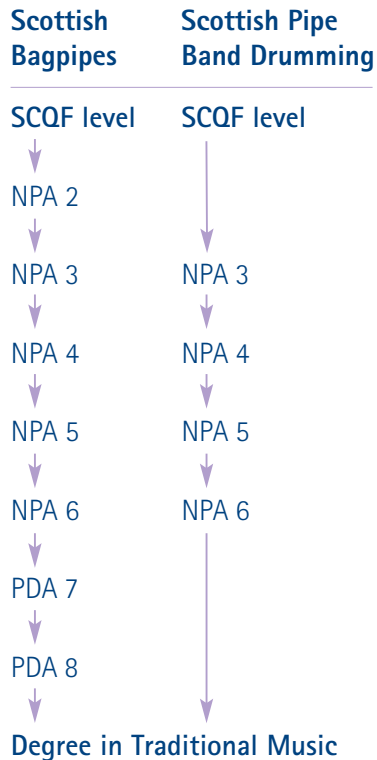 Scottish Bagpipes
Scottish Pipe Band Drumming
SCQF level SCQF level
NPA 2
NPA 3 NPA 3
NPA 4 NPA 4
NPA 5 NPA 5
NPA 6 NPA 6
PDA 7
PDA 8
Degree in Traditional Music